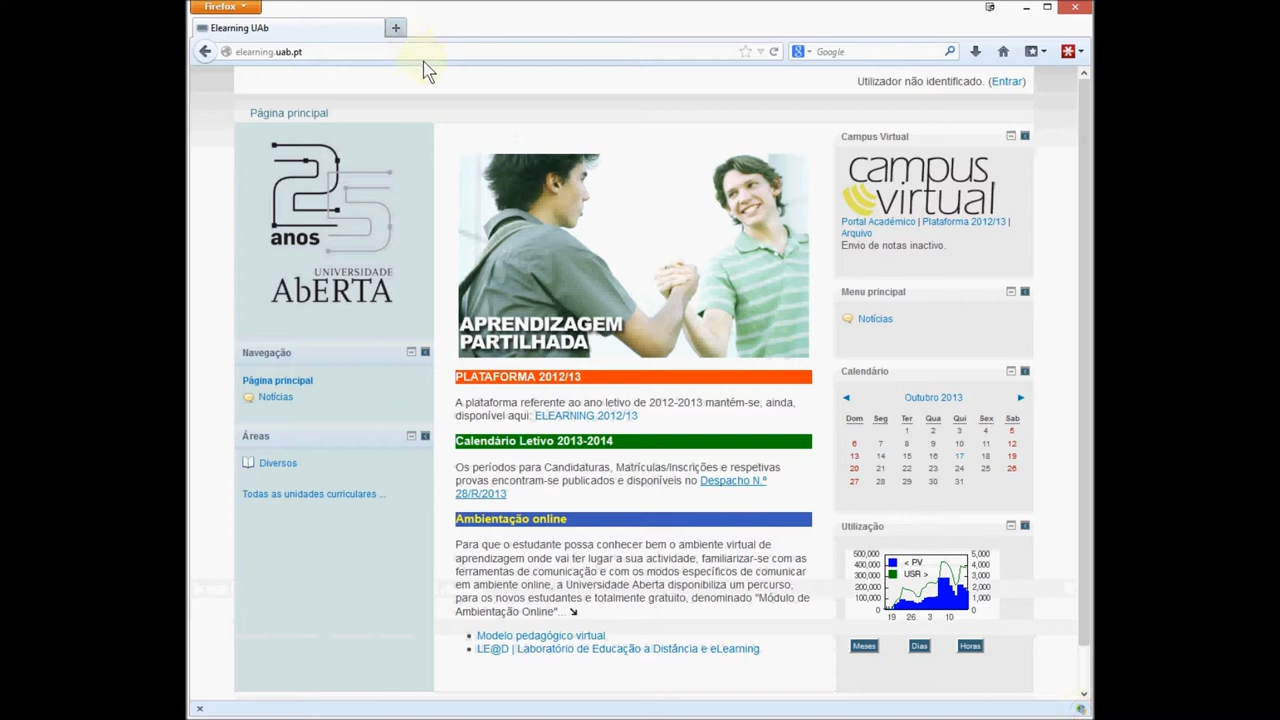 Firefox
Elearning UAb
elearning.uab.pt
Google
Utilizador não identificado. (Entrar)
Página principal
25
anos
UNIVERSIDADE
AbERTA
Navegação
Página principal
Notícias
Áreas
Diversos
Todas as unidades curriculares ...
APRENDIZAGEM
PARTILHADA
PLATAFORMA 2012/13
A plataforma referente ao ano letivo de 2012-2013 mantém-se, ainda,
disponível aqui: ELEARNING 2012/13
Calendário Letivo 2013-2014
Os períodos para Candidaturas, Matrículas/Inscrições e respetivas
provas encontram-se publicados e disponíveis no Despacho N.º
28/R/2013
Ambientação online
Para que o estudante possa conhecer bem o ambiente virtual de
aprendizagem onde vai ter lugar a sua actividade, familiarizar-se com as
ferramentas de comunicação e com os modos específicos de comunicar
em ambiente online, a Universidade Aberta disponibiliza um percurso,
para os novos estudantes e totalmente gratuito, denominado "Módulo de
Ambientação Online"...
Modelo pedagógico virtual
LE@D | Laboratório de Educação a Distância e eLearning
Campus Virtual
campus
virtual
Portal Académico | Plataforma 2012/13 |
Arquivo
Envio de notas inactivo.
Menu principal
Notícias
Calendário
Outubro 2013
Dom Seg Ter Qua Qui Sex Sab
1 2 3 4 5
6 7 8 9 10 11 12
13 14 15 16 17 18 19
20 21 22 23 24 25 26
27 28 29 30 31
Utilização
500,000 < PV 5,000
400,000 USR > 4,000
300,000 3,000
200,000 2,000
100,000 1,000
0 0
19 26 3 10
Meses Dias Horas